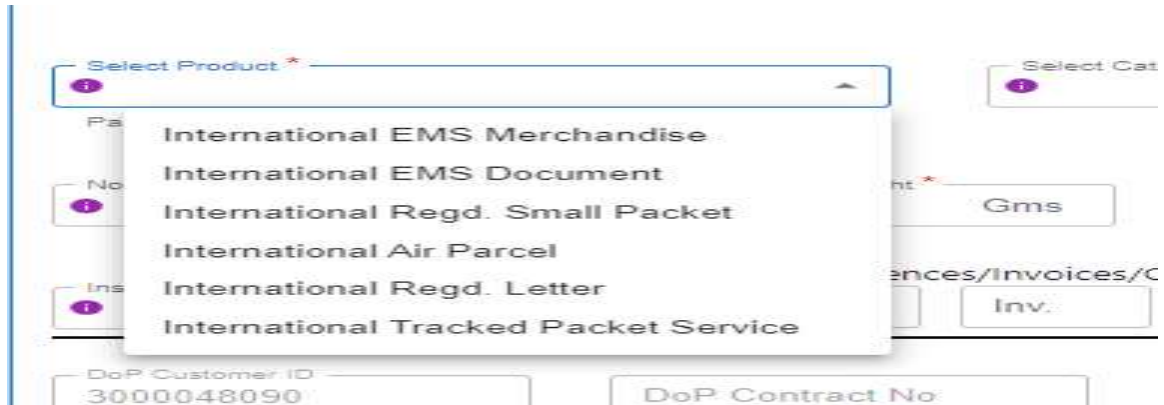 Select Product *
Select Cat
Pa
International EMS Merchandise
International EMS Document
No
ht *
Gms
International Regd. Small Packet
International Air Parcel
ences/Invoices/C
Ins
International Regd. Letter
Inv.
International Tracked Packet Service
DoP Customer ID
3000048090
DoP Contract No